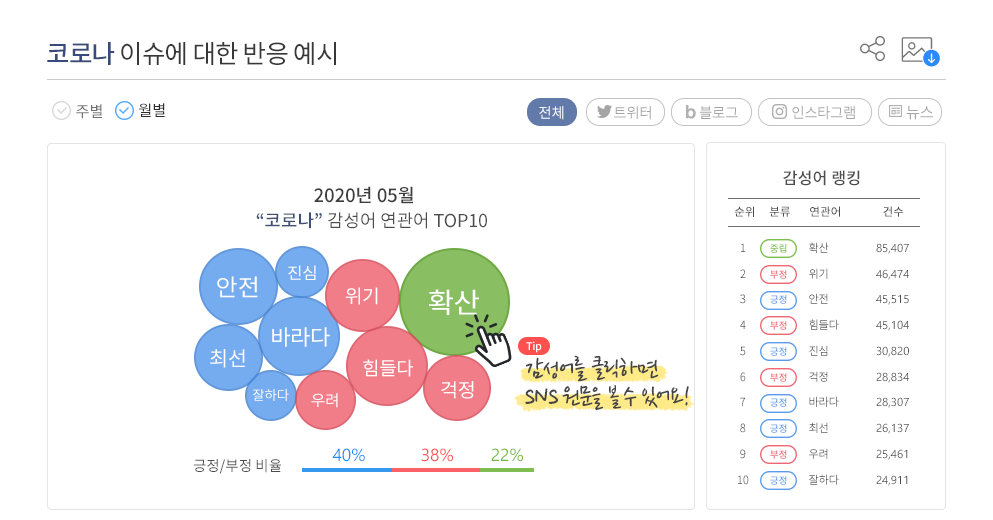 코로나 이슈에 대한 반응 예시
주별 월별
전체 트위터 b 블로그 인스타그램 뉴스
2020년 05월
“코로나” 감성어 연관어 TOP10
안전
진심
위기
확산
바라다
최선
힘들다
걱정
잘하다
우려
Tip
감성어를 클릭하면
SNS 원문을 볼 수 있어요!
긍정/부정 비율 40% 38% 22%
감성어 랭킹
순위 분류 연관어 건수
1 중립 확산 85,407
2 부정 위기 46,474
3 긍정 안전 45,515
4 부정 힘들다 45,104
5 긍정 진심 30,820
6 부정 걱정 28,834
7 긍정 바라다 28,307
8 긍정 최선 26,137
9 부정 우려 25,461
10 긍정 잘하다 24,911